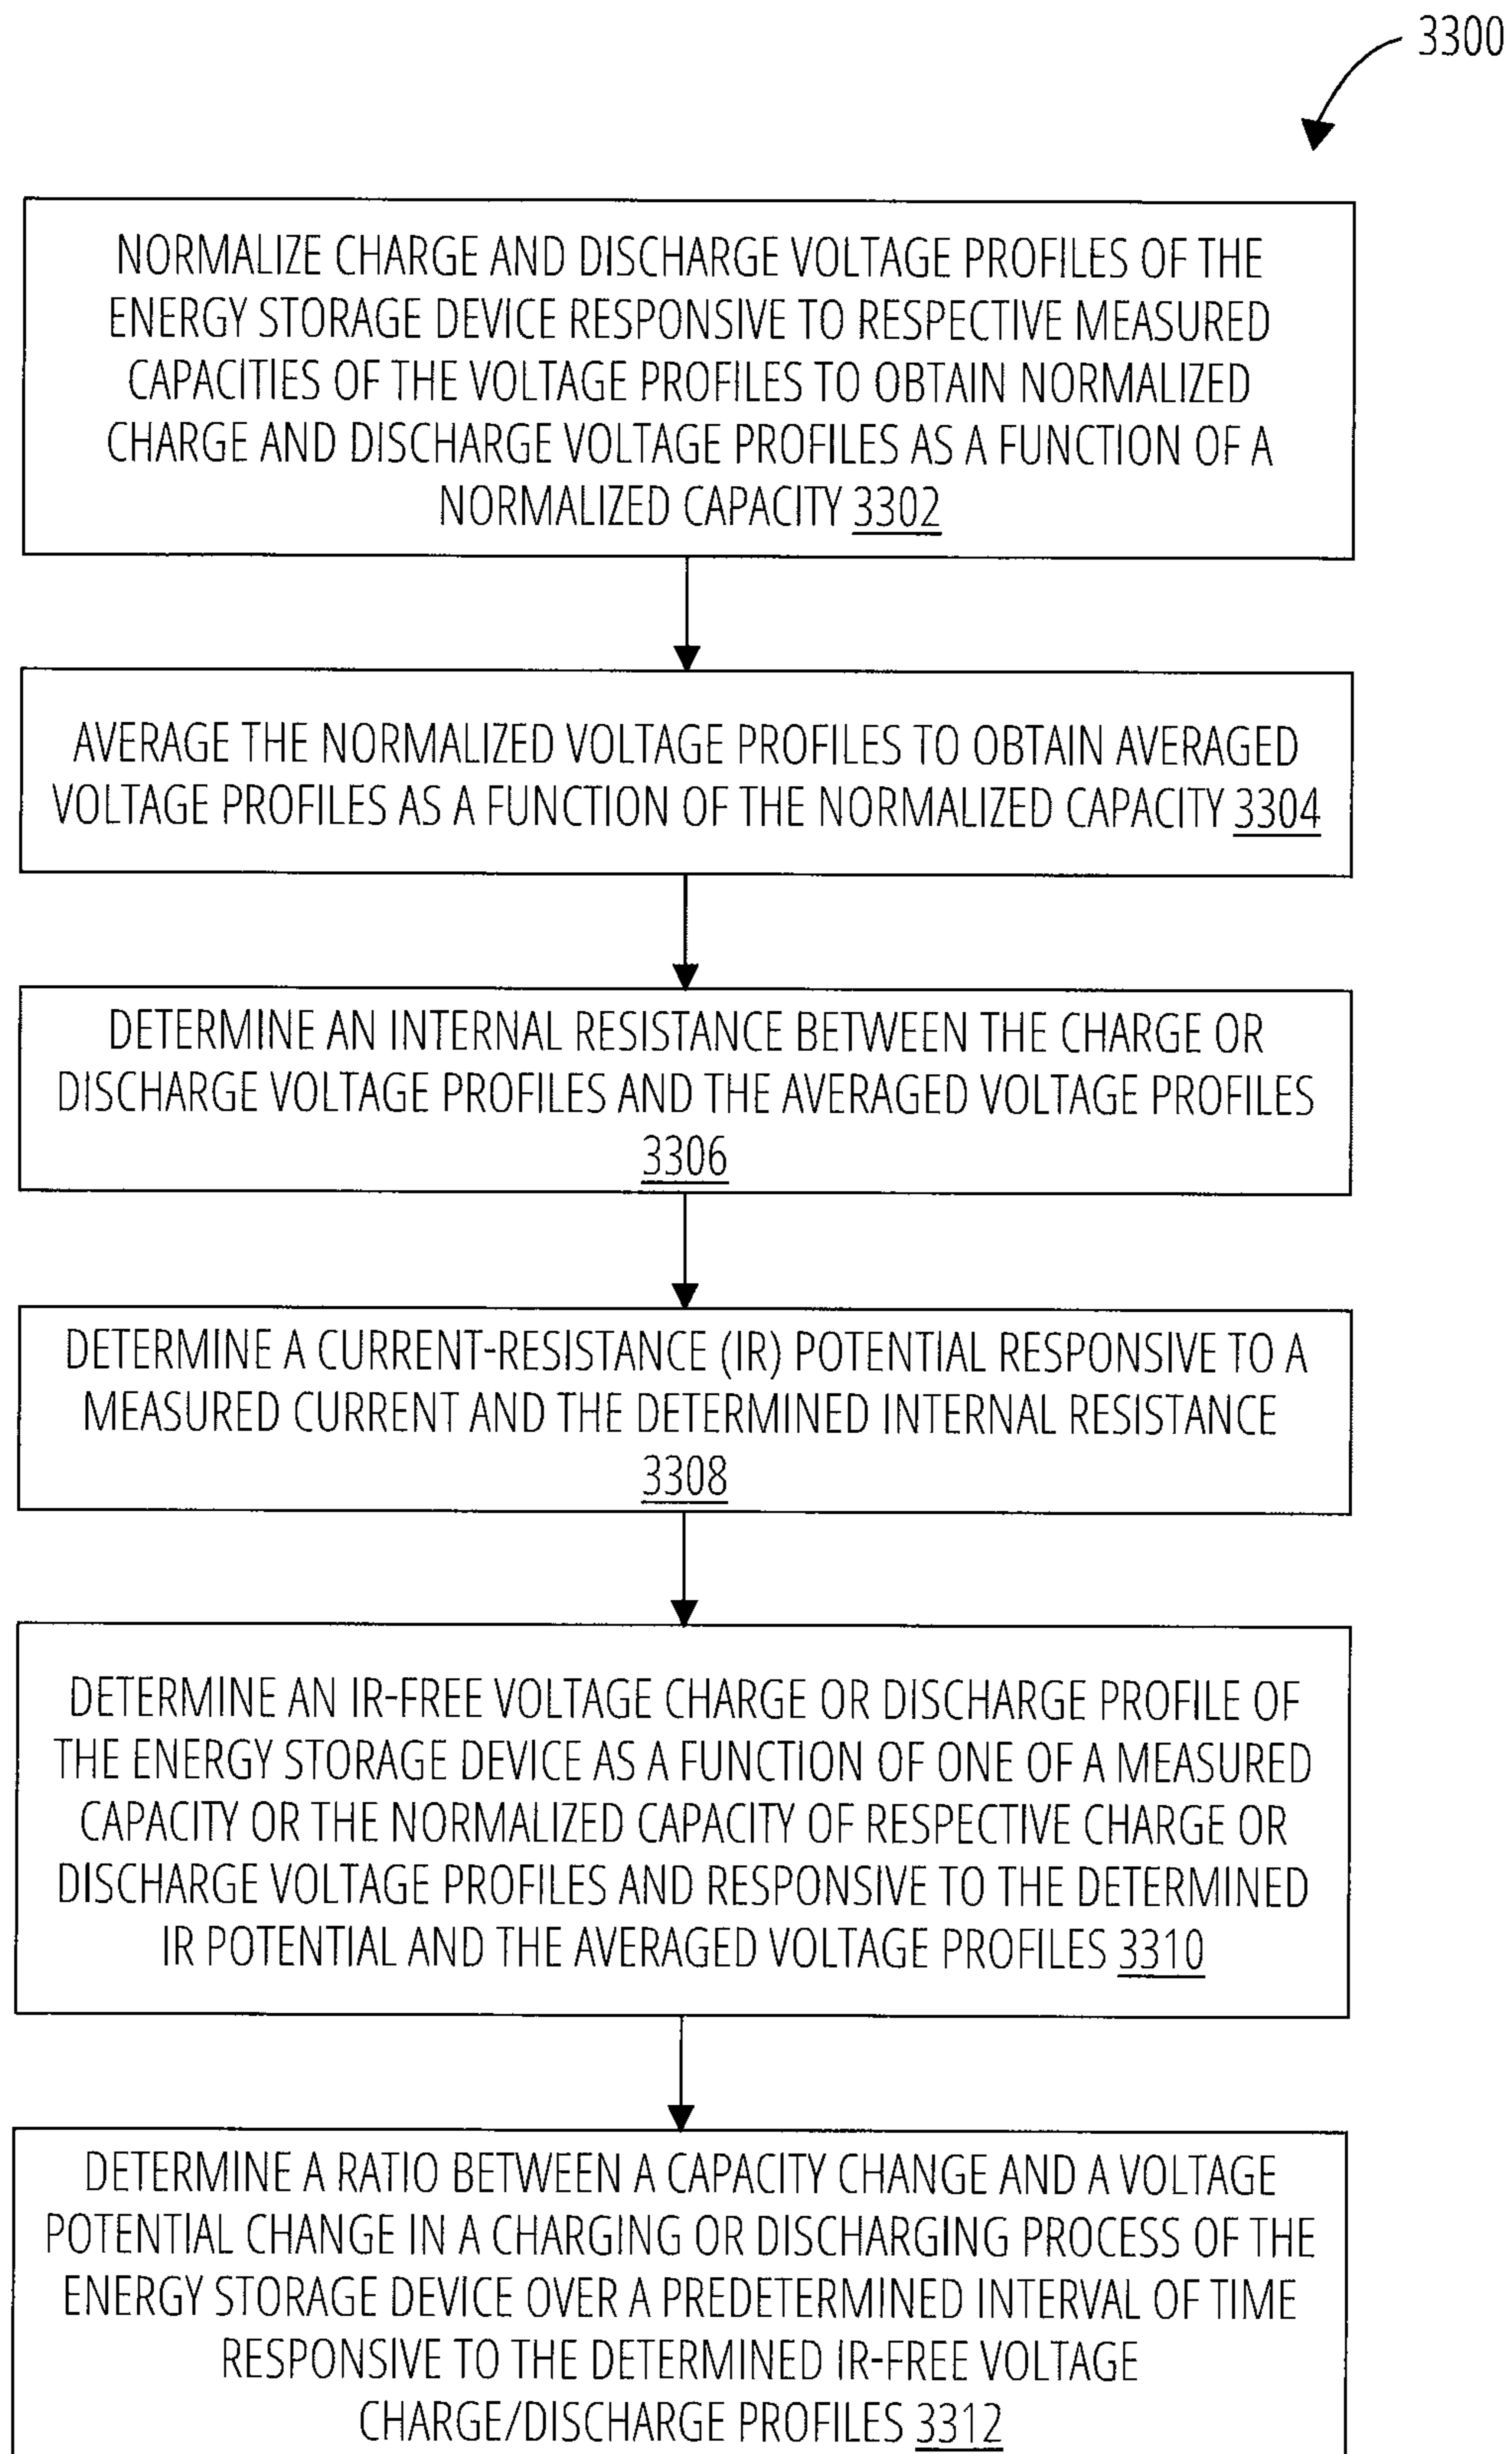 3300
NORMALIZE CHARGE AND DISCHARGE VOLTAGE PROFILES OF THE
ENERGY STORAGE DEVICE RESPONSIVE TO RESPECTIVE MEASURED
CAPACITIES OF THE VOLTAGE PROFILES TO OBTAIN NORMALIZED
CHARGE AND DISCHARGE VOLTAGE PROFILES AS A FUNCTION OF A
NORMALIZED CAPACITY 3302
AVERAGE THE NORMALIZED VOLTAGE PROFILES TO OBTAIN AVERAGED
VOLTAGE PROFILES AS A FUNCTION OF THE NORMALIZED CAPACITY 3304
DETERMINE AN INTERNAL RESISTANCE BETWEEN THE CHARGE OR
DISCHARGE VOLTAGE PROFILES AND THE AVERAGED VOLTAGE PROFILES
3306
DETERMINE A CURRENT-RESISTANCE (IR) POTENTIAL RESPONSIVE TO A
MEASURED CURRENT AND THE DETERMINED INTERNAL RESISTANCE
3308
DETERMINE AN IR-FREE VOLTAGE CHARGE OR DISCHARGE PROFILE OF
THE ENERGY STORAGE DEVICE AS A FUNCTION OF ONE OF A MEASURED
CAPACITY OR THE NORMALIZED CAPACITY OF RESPECTIVE CHARGE OR
DISCHARGE VOLTAGE PROFILES AND RESPONSIVE TO THE DETERMINED
IR POTENTIAL AND THE AVERAGED VOLTAGE PROFILES 3310
DETERMINE A RATIO BETWEEN A CAPACITY CHANGE AND A VOLTAGE
POTENTIAL CHANGE IN A CHARGING OR DISCHARGING PROCESS OF THE
ENERGY STORAGE DEVICE OVER A PREDETERMINED INTERVAL OF TIME
RESPONSIVE TO THE DETERMINED IR-FREE VOLTAGE
CHARGE/DISCHARGE PROFILES 3312